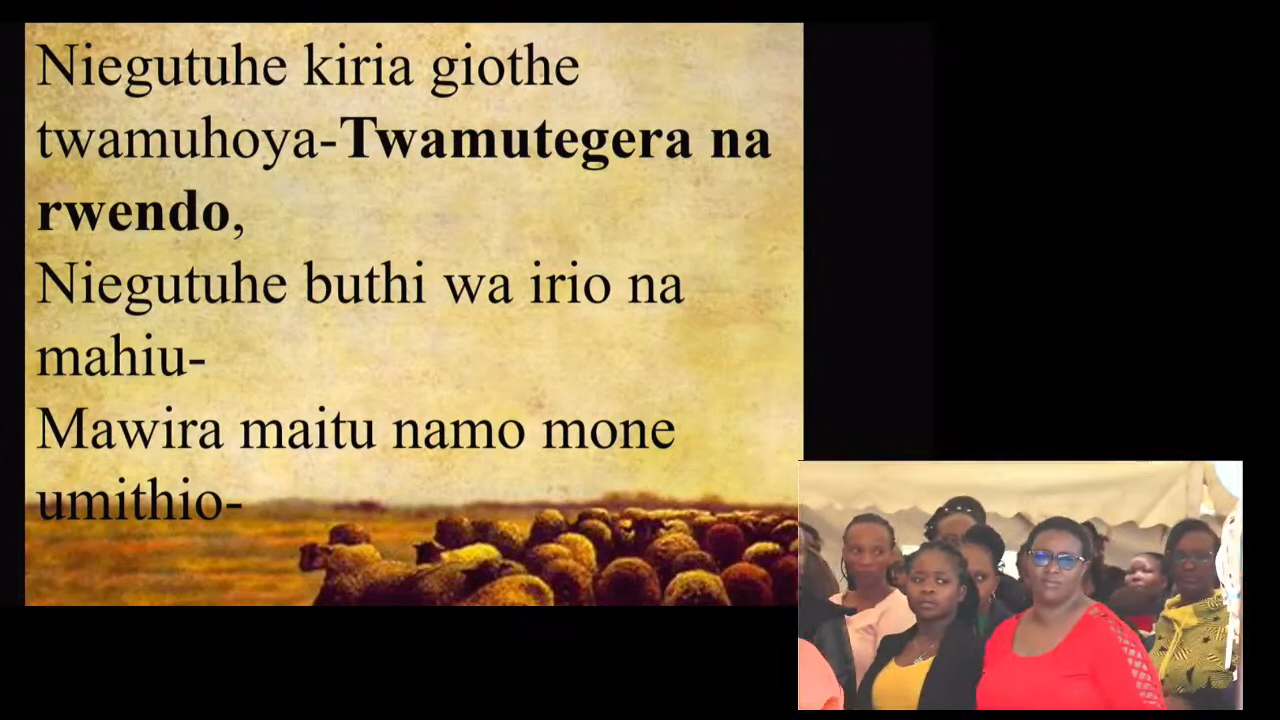 Niegutuhe kiria giothe
twamuhoya-Twamutegera na
rwendo,
Niegutuhe buthi wa irio na
mahiu-
Mawira maitu namo mone
umithio-